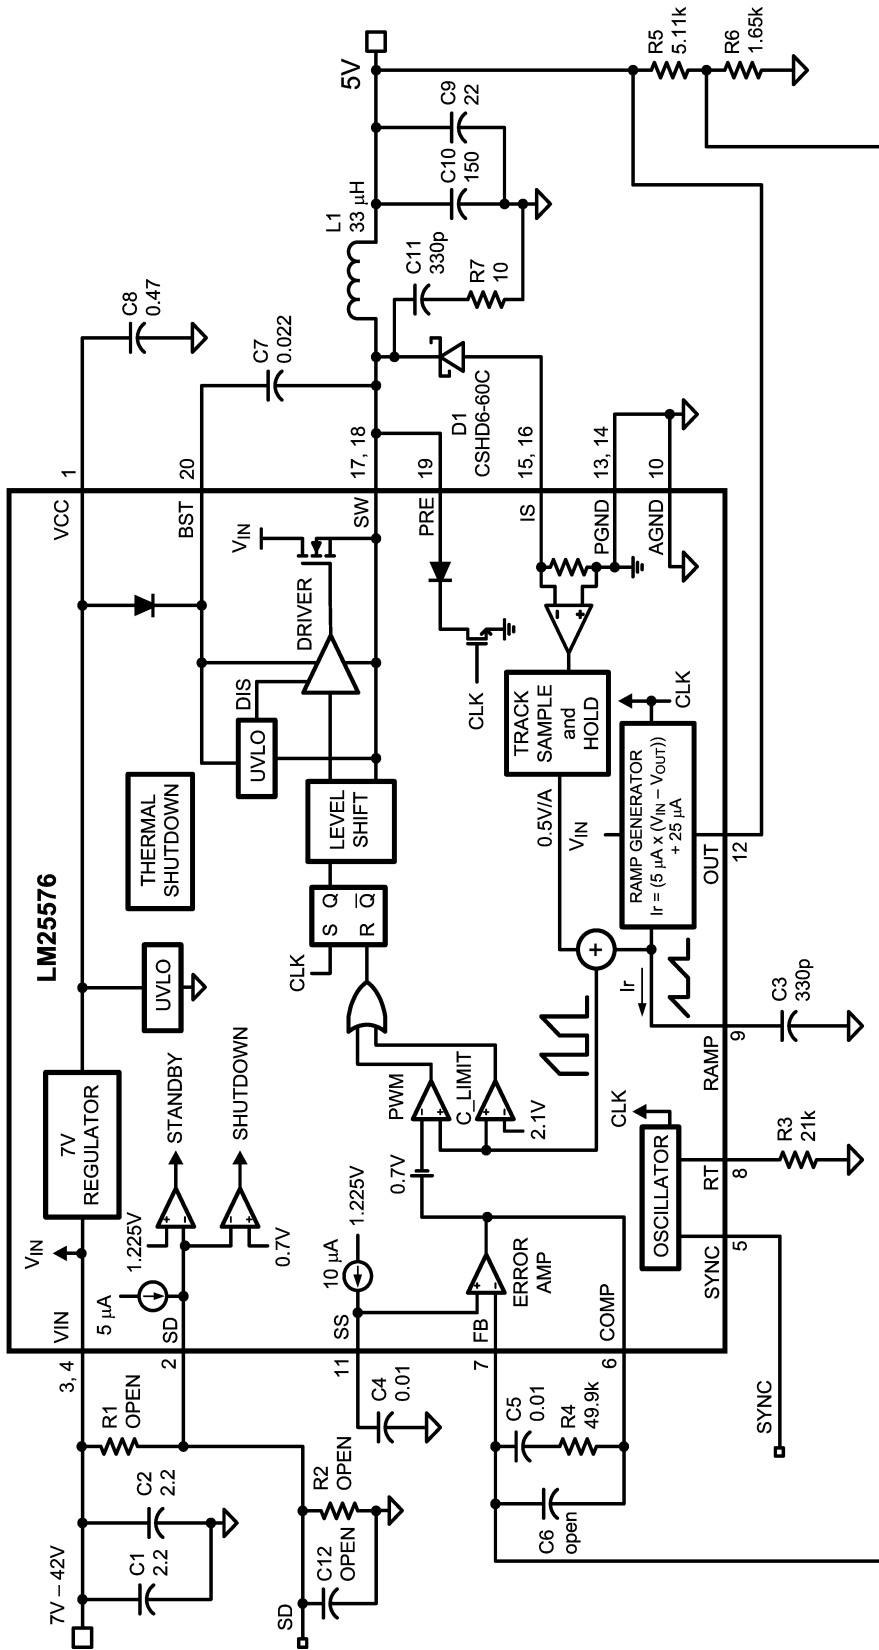 LM25576
7V – 42V
C1
2.2
C2
2.2
R1
OPEN
SD
C12
OPEN
R2
OPEN
3, 4
VIN
VIN
7V
REGULATOR
5 µA
SD
2
1.225V
STANDBY
0.7V
SHUTDOWN
UVLO
THERMAL
SHUTDOWN
VCC
1
C8
0.47
DIS
UVLO
BST
20
C7
0.022
VIN
DRIVER
LEVEL
SHIFT
CLK
S Q
R Q
SW
17, 18
L1
33 µH
5V
C10
150
C9
22
C11
330p
R7
10
R5
5.11k
R6
1.65k
PRE
19
CLK
D1
CSHD6-60C
IS
15, 16
PGND
13, 14
AGND
10
11
SS
10 µA
1.225V
C4
0.01
7
FB
ERROR
AMP
0.7V
PWM
C_LIMIT
2.1V
6
COMP
C5
0.01
R4
49.9k
C6
open
TRACK
SAMPLE
and
HOLD
0.5V/A
VIN
+
Ir
RAMP GENERATOR
Ir = (5 µA x (VIN – VOUT))
+ 25 µA
CLK
OUT
12
RAMP
9
C3
330p
CLK
OSCILLATOR
SYNC
5
RT
8
R3
21k
SYNC